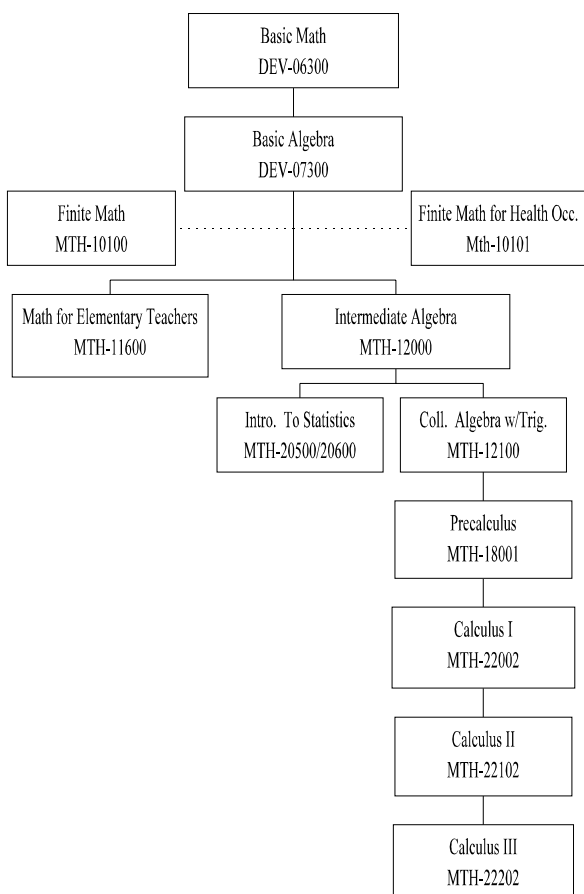 Basic Math
DEV-06300
Basic Algebra
DEV-07300
Finite Math
MTH-10100
Finite Math for Health Occ.
Mth-10101
Math for Elementary Teachers
MTH-11600
Intermediate Algebra
MTH-12000
Intro. To Statistics
MTH-20500/20600
Coll. Algebra w/Trig.
MTH-12100
Precalculus
MTH-18001
Calculus I
MTH-22002
Calculus II
MTH-22102
Calculus III
MTH-22202